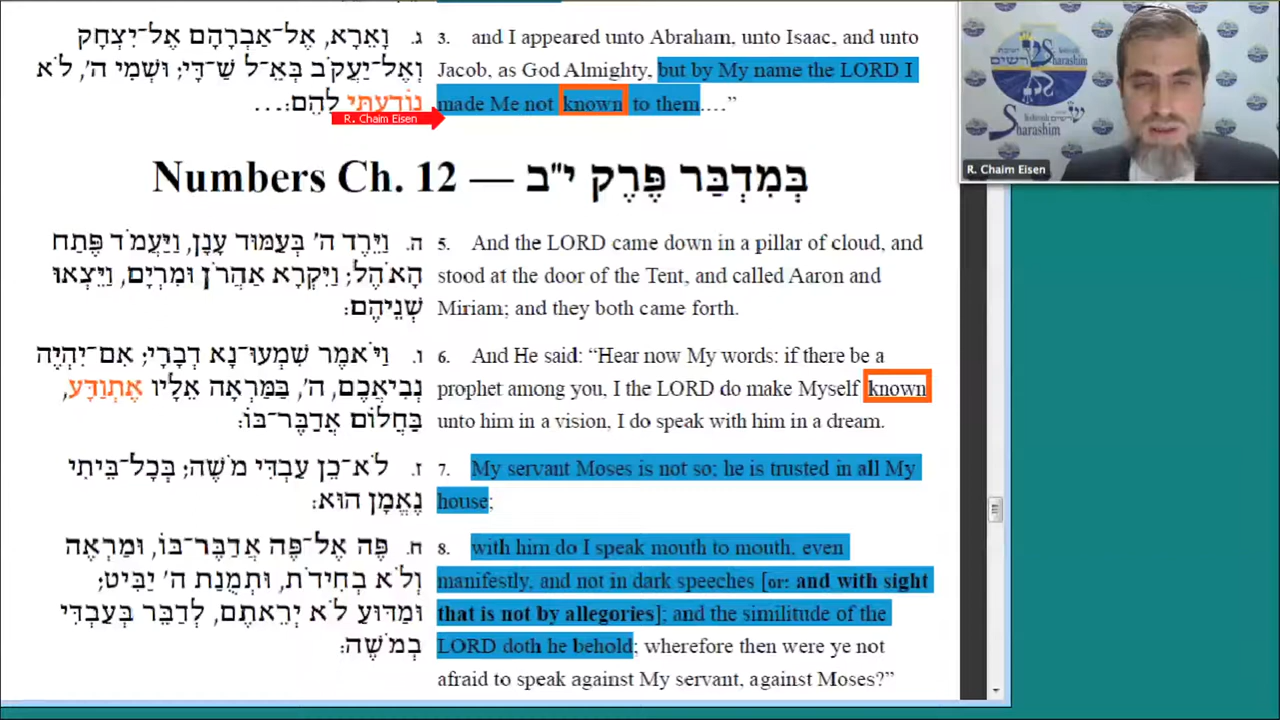 ג. וָאֵרָא, אֶל־אַבְרָהָם אֶל־יִצְחָק
וְאֶל־יַעֲקֹב בְּאֵ־ל שַׁ־דָּי; וּשְׁמִי ה', לֹא
נוֹדַעְתִּי לָהֶם:...
3. and I appeared unto Abraham, unto Isaac, and unto
Jacob, as God Almighty, but by My name the LORD I
made Me not known to them....”
R. Chaim Eisen
Numbers Ch. 12 — בְּמִדְבַּר פֶּרֶק י"ב
ה. וַיֵּרֶד ה' בְּעַמּוּד עָנָן, וַיַּעֲמֹד פֶּתַח
הָאֹהֶל; וַיִּקְרָא אַהֲרֹן וּמִרְיָם, וַיֵּצְאוּ
שְׁנֵיהֶם:
5. And the LORD came down in a pillar of cloud, and
stood at the door of the Tent, and called Aaron and
Miriam; and they both came forth.
ו. וַיֹּאמֶר שִׁמְעוּ־נָא דְבָרָי; אִם־יִהְיֶה
נְבִיאֲכֶם, ה', בַּמַּרְאָה אֵלָיו אֶתְוַדָּע,
בַּחֲלוֹם אֲדַבֶּר־בּוֹ:
6. And He said: “Hear now My words: if there be a
prophet among you, I the LORD do make Myself known
unto him in a vision, I do speak with him in a dream.
ז. לֹא־כֵן עַבְדִּי מֹשֶׁה; בְּכָל־בֵּיתִי
נֶאֱמָן הוּא:
7. My servant Moses is not so; he is trusted in all My
house;
ח. פֶּה אֶל־פֶּה אֲדַבֶּר־בּוֹ, וּמַרְאֶה
וְלֹא בְחִידֹת, וּתְמֻנַת ה' יַבִּיט;
וּמַדּוּעַ לֹא יְרֵאתֶם, לְדַבֵּר בְּעַבְדִּי
בְמֹשֶׁה:
8. with him do I speak mouth to mouth, even
manifestly, and not in dark speeches [or: and with sight
that is not by allegories]; and the similitude of the
LORD doth he behold; wherefore then were ye not
afraid to speak against My servant, against Moses?”
ישיבת
שרשים
Yeshivat
Sharashim
R. Chaim Eisen